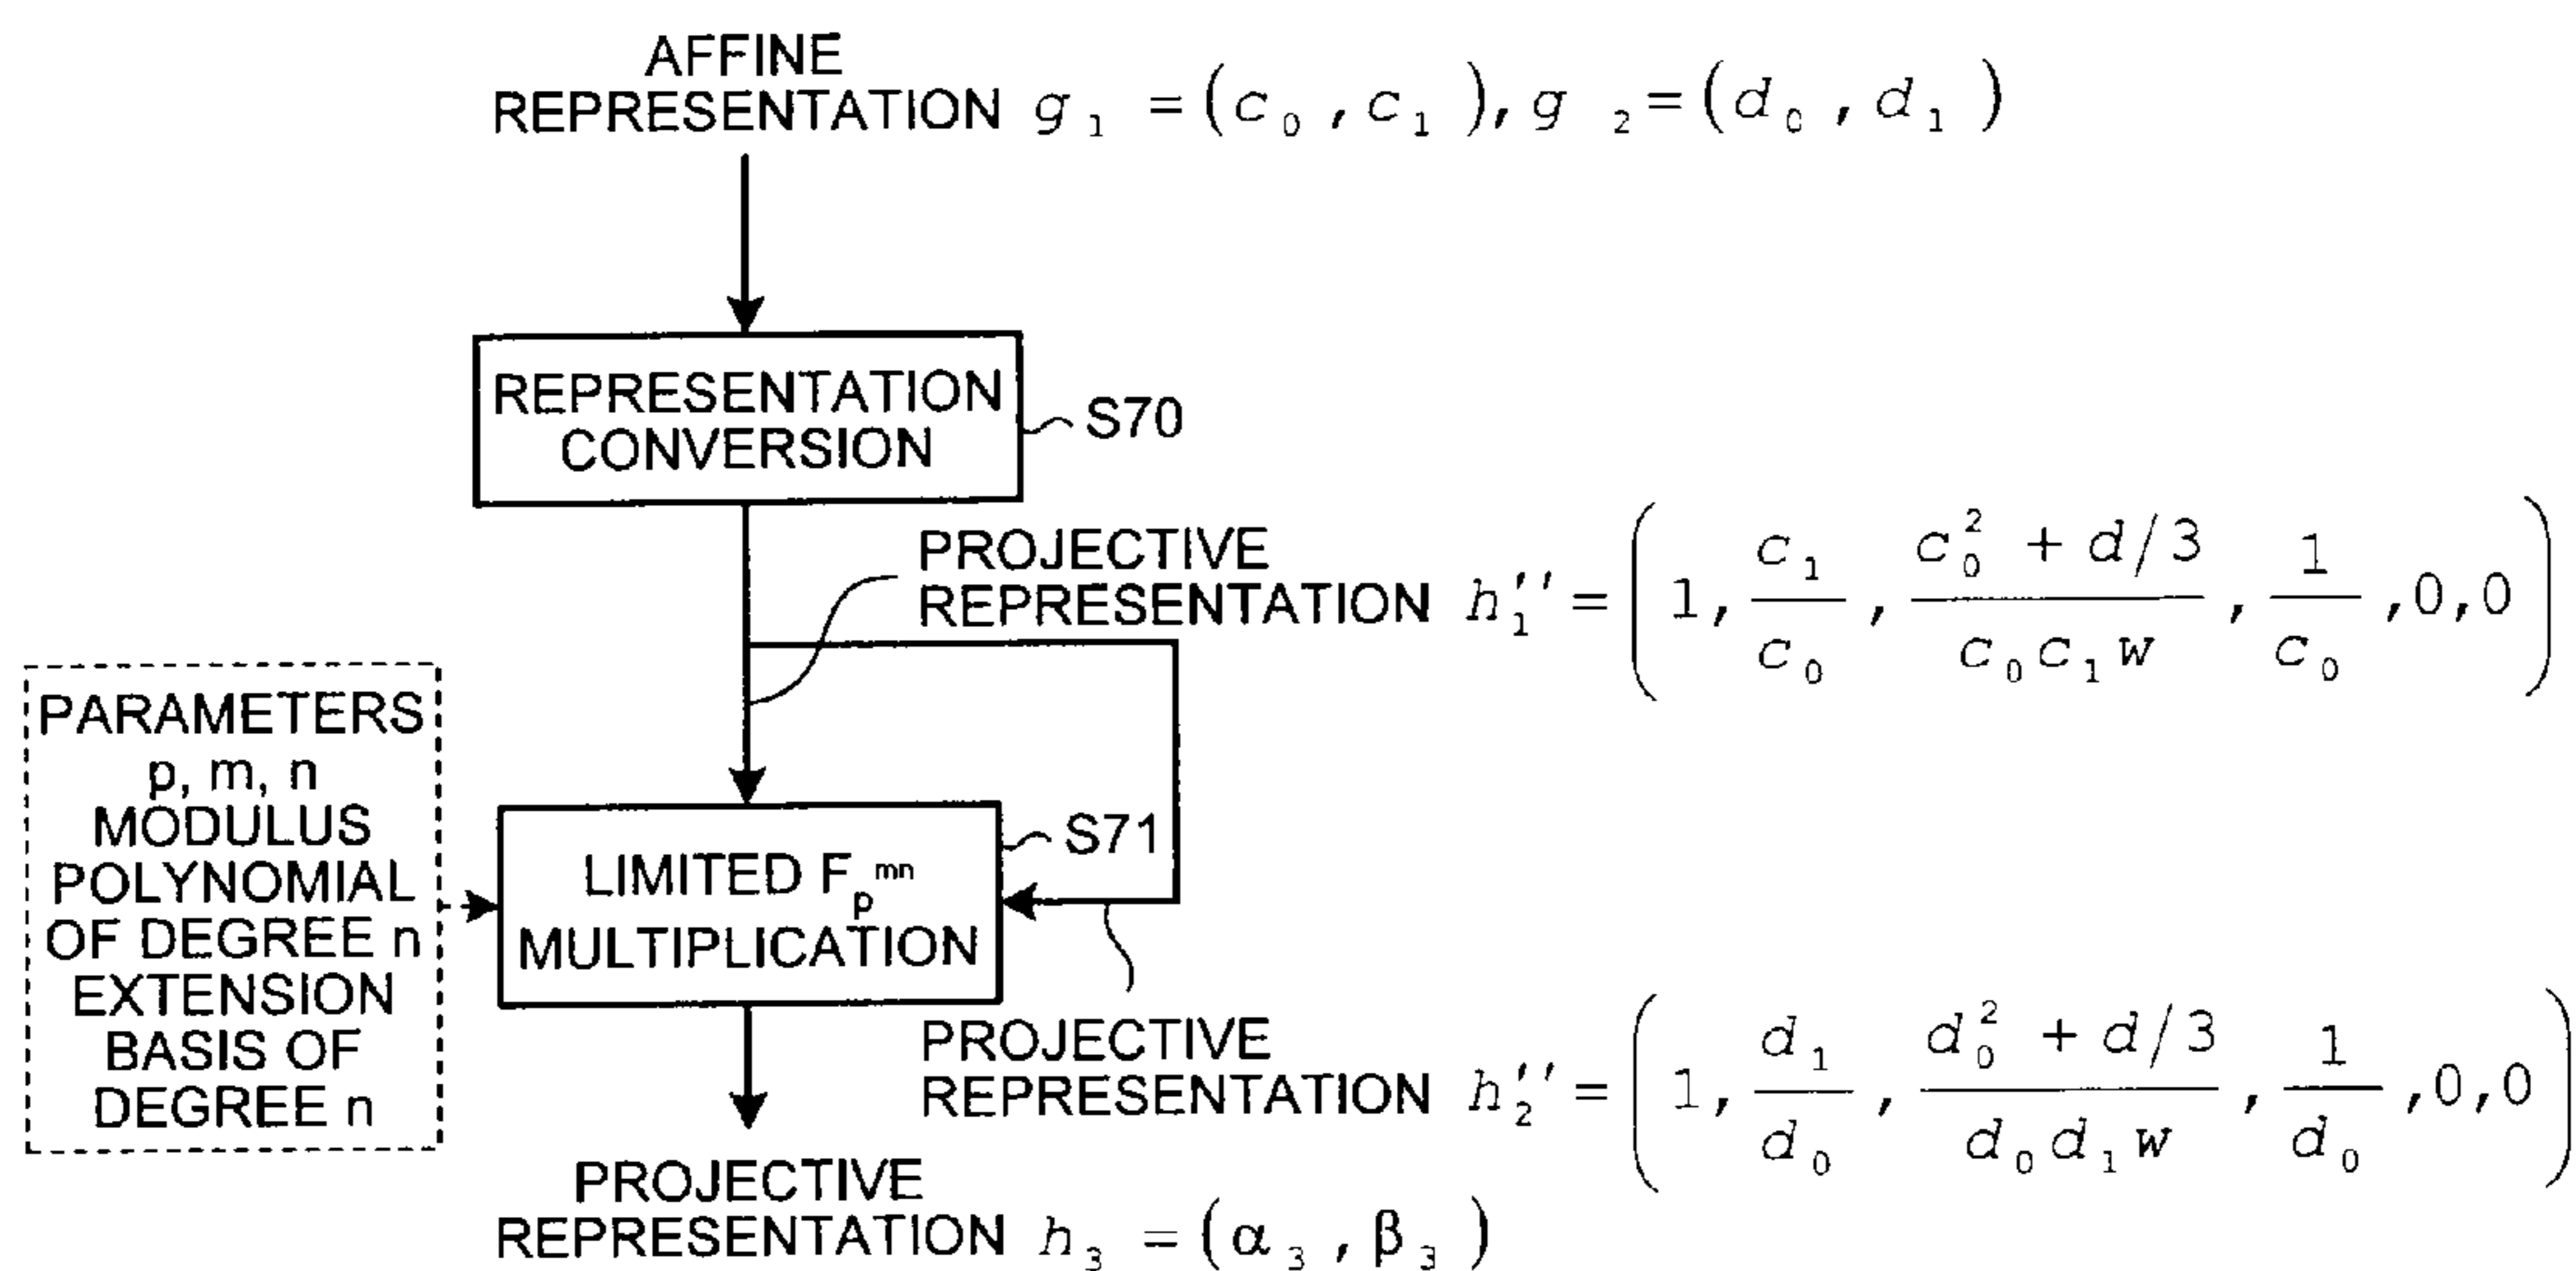 AFFINE
REPRESENTATION g₁ = (c₀, c₁), g₂ = (d₀, d₁)
REPRESENTATION
CONVERSION
S70
PROJECTIVE
REPRESENTATION h₁'' = (1, c₁/c₀, (c₀² + d/3)/(c₀c₁w), 1/c₀, 0, 0)
PARAMETERS
p, m, n
MODULUS
POLYNOMIAL
OF DEGREE n
EXTENSION
BASIS OF
DEGREE n
S71
LIMITED F_p^mn
MULTIPLICATION
PROJECTIVE
REPRESENTATION h₂'' = (1, d₁/d₀, (d₀² + d/3)/(d₀d₁w), 1/d₀, 0, 0)
PROJECTIVE
REPRESENTATION h₃ = (α₃, β₃)